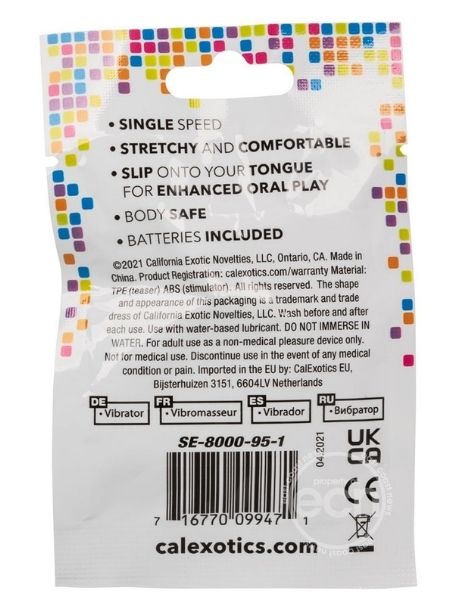 • SINGLE SPEED
• STRETCHY AND COMFORTABLE
• SLIP ONTO YOUR TONGUE
FOR ENHANCED ORAL PLAY
• BODY SAFE
• BATTERIES INCLUDED
©2021 California Exotic Novelties, LLC, Ontario, CA. Made in
China. Product Registration: calexotics.com/warranty Material:
TPE (teaser) ABS (stimulator). All rights reserved. The shape
and appearance of this packaging is a trademark and trade
dress of California Exotic Novelties, LLC. Wash before and after
each use. Use with water-based lubricant. DO NOT IMMERSE IN
WATER. For adult use as a non-medical pleasure device only.
Not for medical use. Discontinue use in the event of any medical
condition or pain. Imported in the EU by: CalExotics EU,
Bijsterhuizen 3151, 6604LV Netherlands
DE • Vibrator
FR • Vibromasseur
ES • Vibrador
RU • Вибратор
SE-8000-95-1
04.2021
UK
CA
CE
7 16770 09947 1
calexotics.com